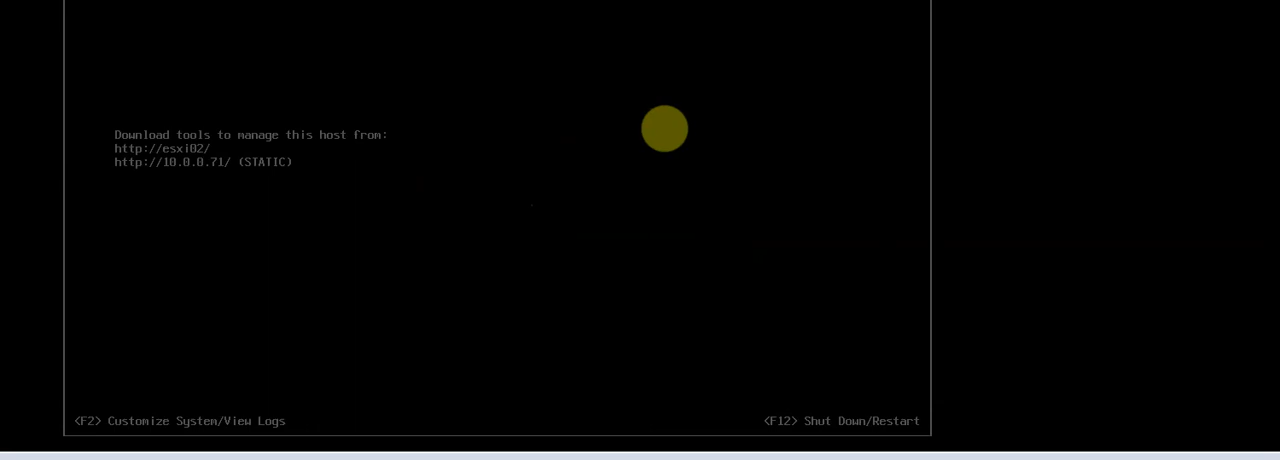 Download tools to manage this host from:
http://esxi02/
http://10.0.0.71/ (STATIC)
<F2> Customize System/View Logs
<F12> Shut Down/Restart